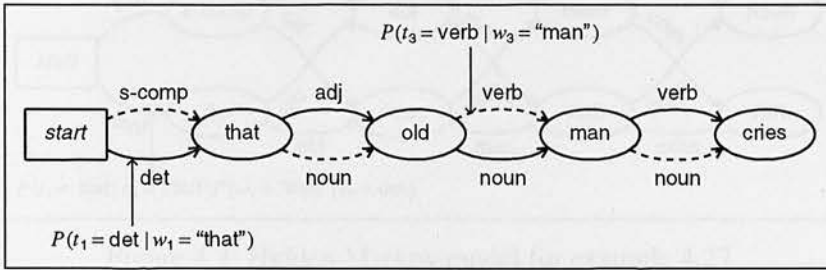 P(t₃ = verb | w₃ = "man")
s-comp adj verb verb
start that old man cries
det noun noun noun
P(t₁ = det | w₁ = "that")